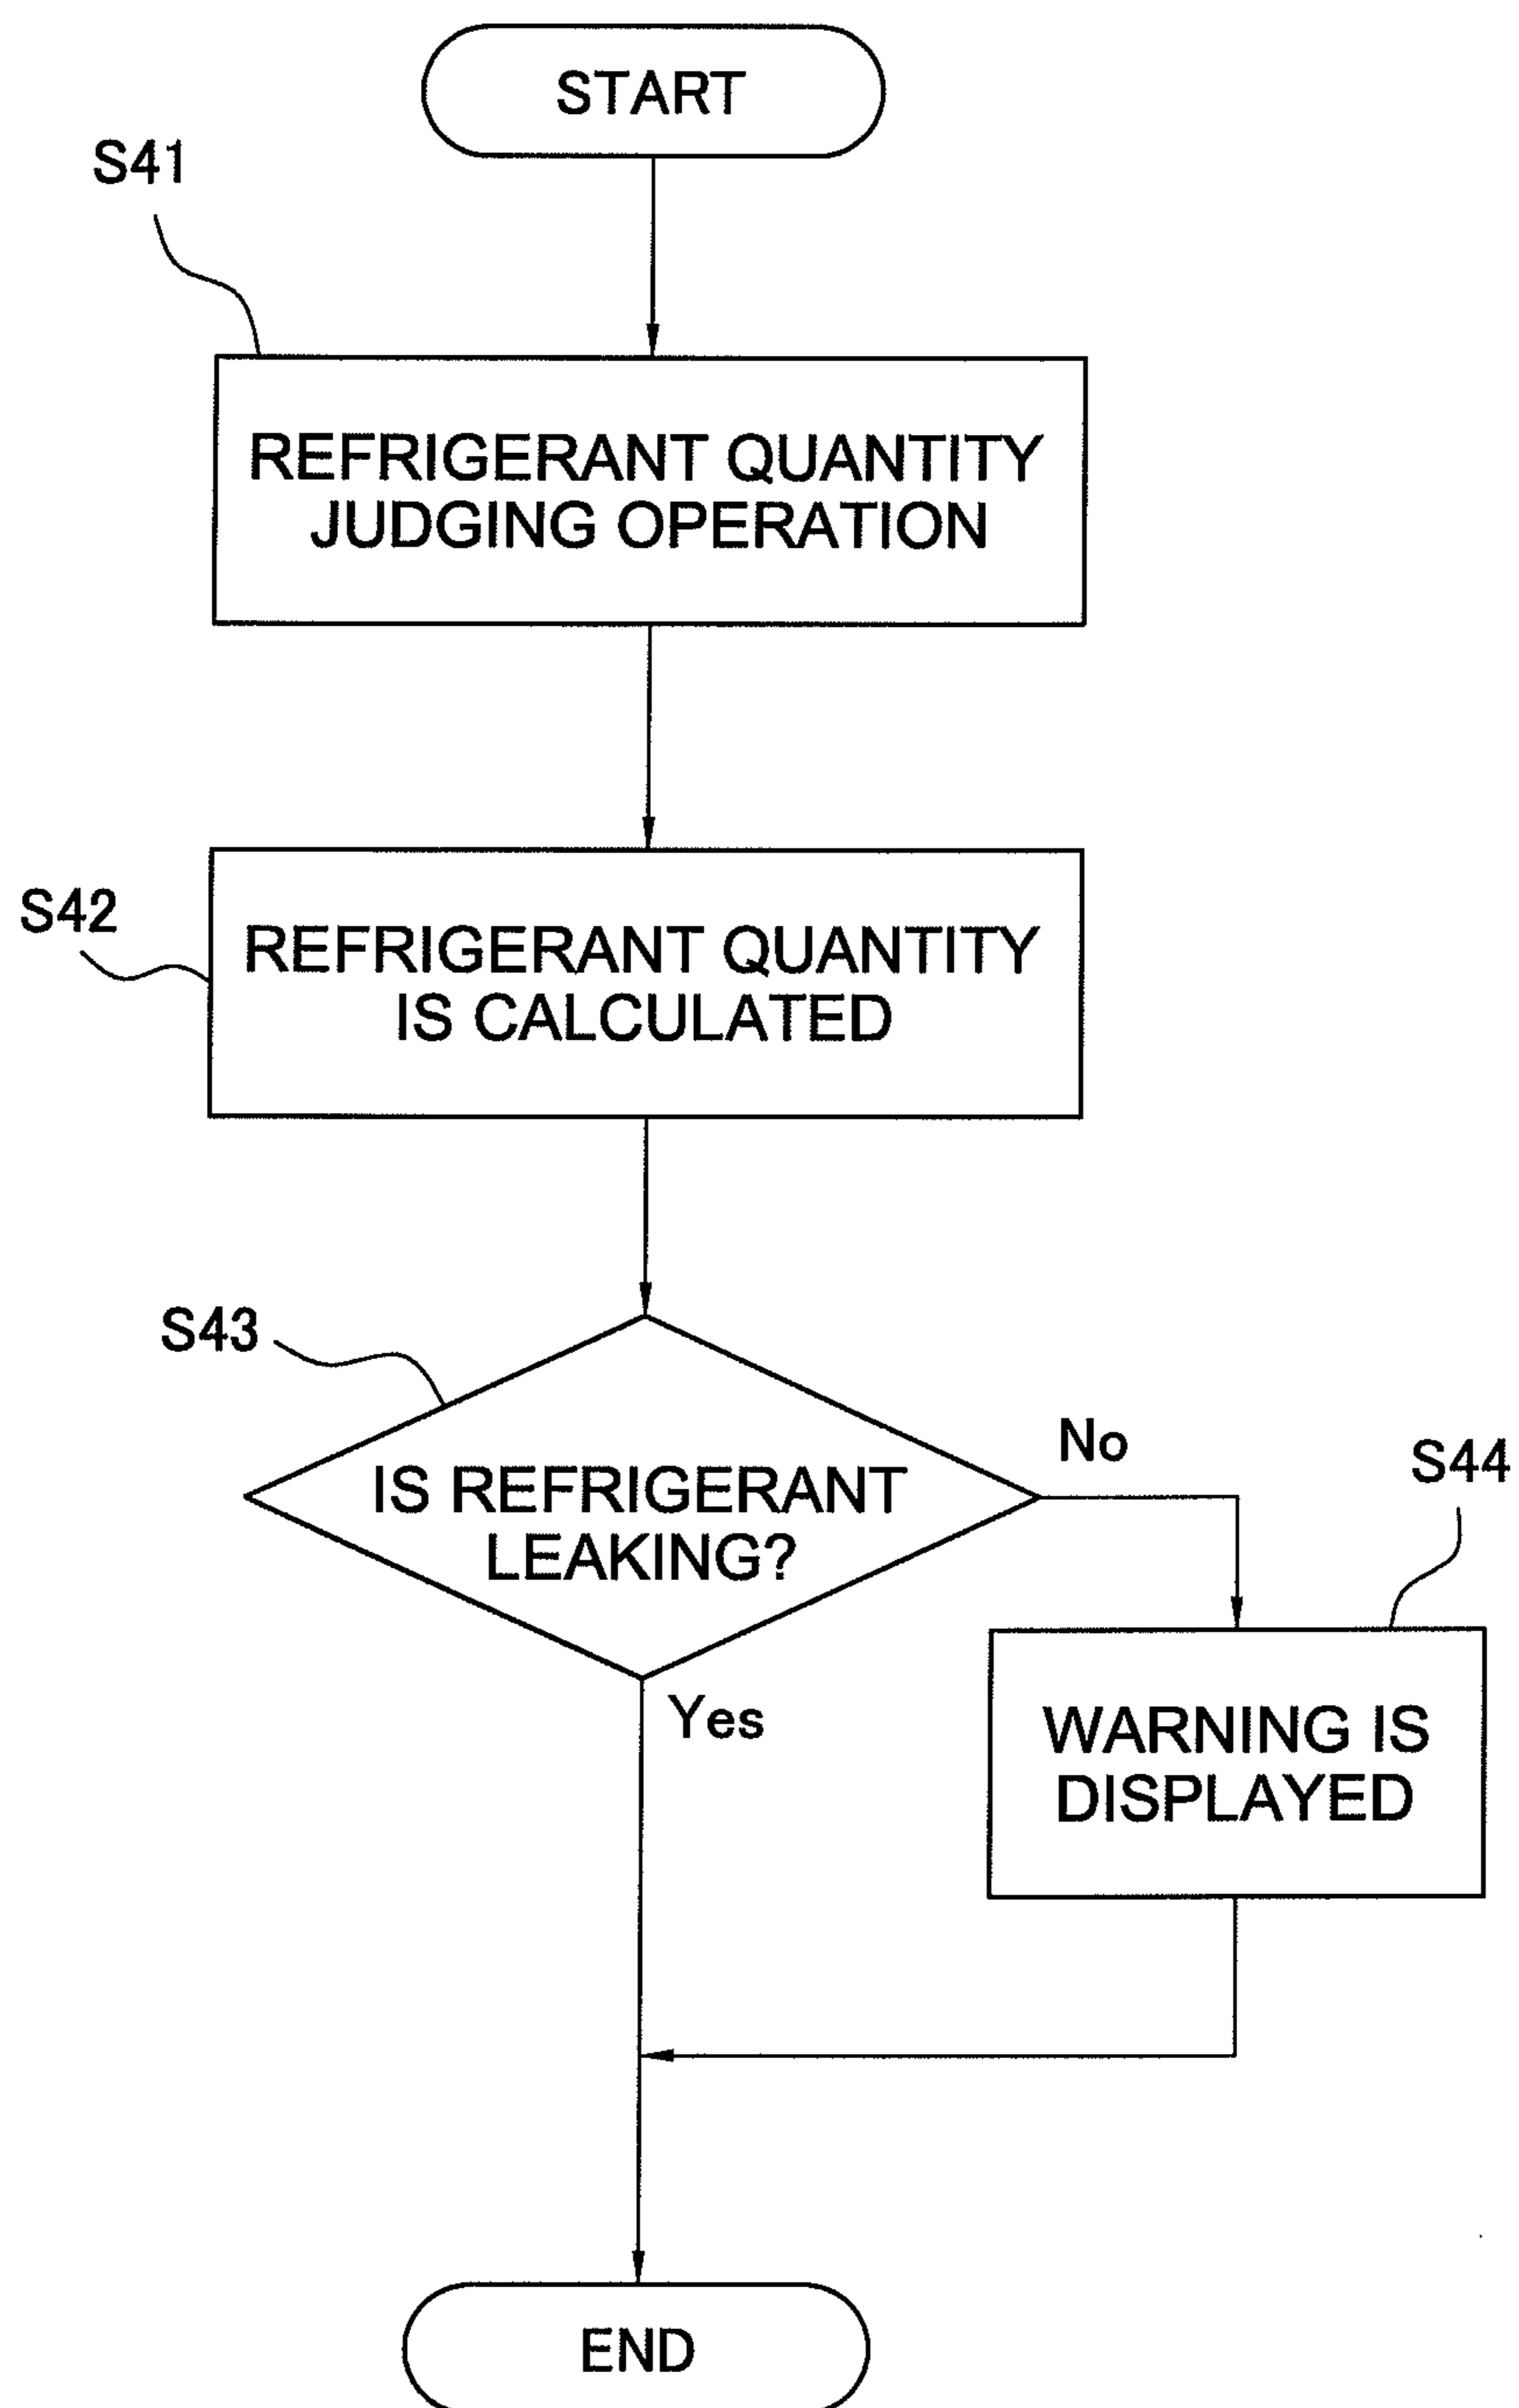 START
S41
REFRIGERANT QUANTITY
JUDGING OPERATION
S42
REFRIGERANT QUANTITY
IS CALCULATED
S43
IS REFRIGERANT
LEAKING?
No
S44
Yes
WARNING IS
DISPLAYED
END